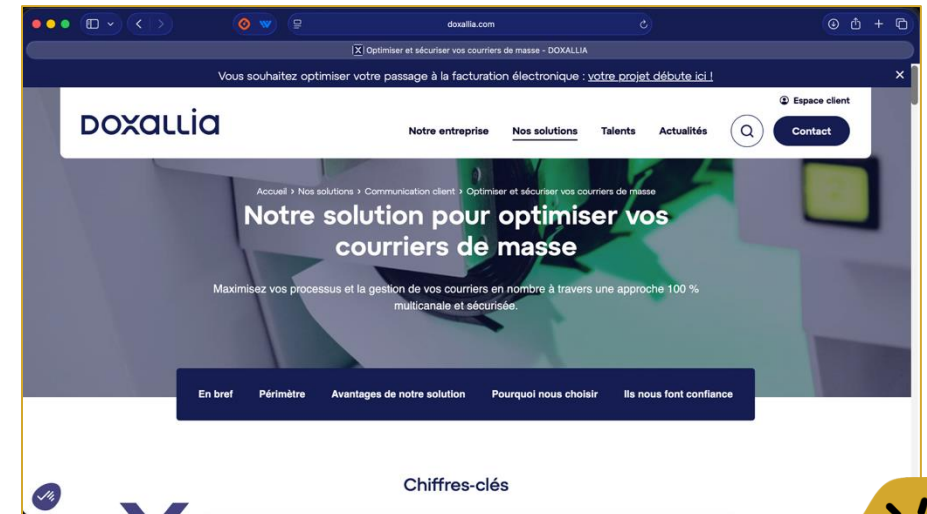 doxallia.com
Optimiser et sécuriser vos courriers de masse - DOXALLIA
Vous souhaitez optimiser votre passage à la facturation électronique : votre projet débute ici !
Espace client
DOXALLIA
Notre entreprise Nos solutions Talents Actualités Contact
Accueil › Nos solutions › Communication client › Optimiser et sécuriser vos courriers de masse
Notre solution pour optimiser vos
courriers de masse
Maximisez vos processus et la gestion de vos courriers en nombre à travers une approche 100 %
multicanale et sécurisée.
En bref Périmètre Avantages de notre solution Pourquoi nous choisir Ils nous font confiance
Chiffres-clés